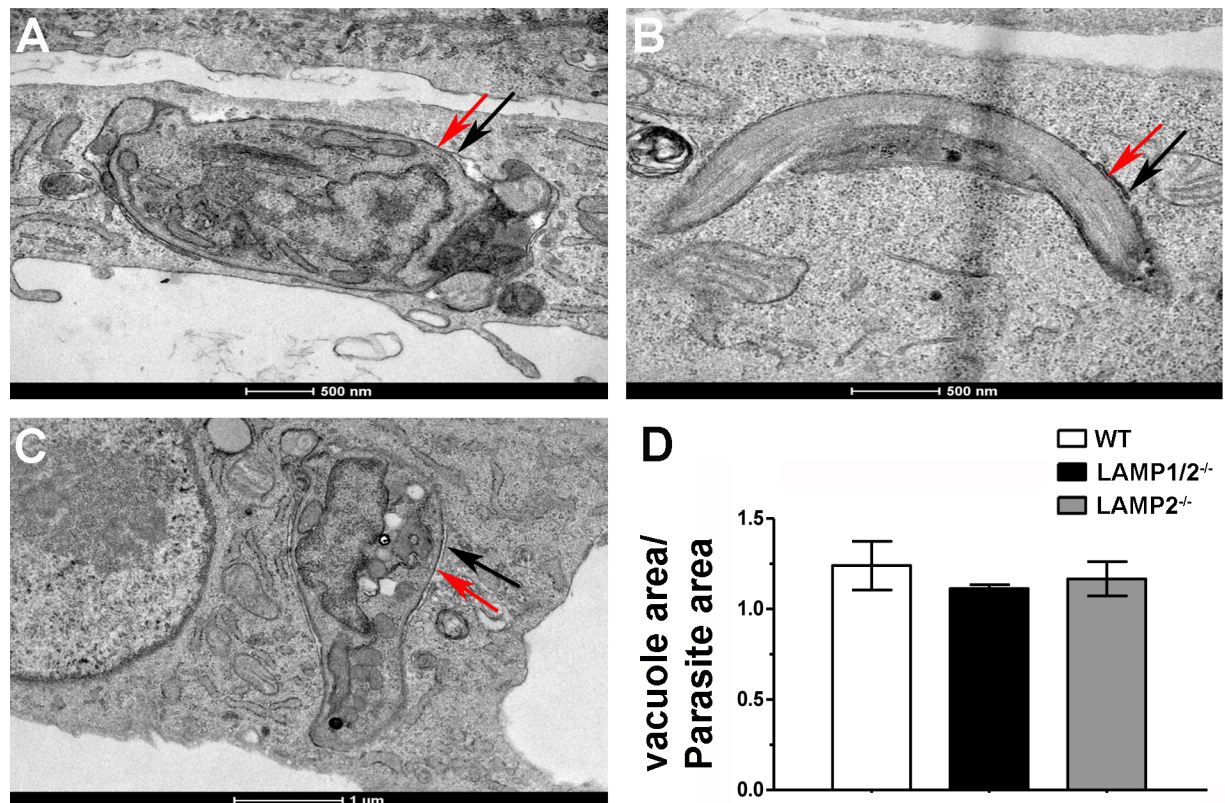 A
500 nm
B
500 nm
C
1 µm
D
WT
LAMP1/2-/-
LAMP2-/-
vacuole area/
Parasite area
1.5
1.0
0.5
0.0